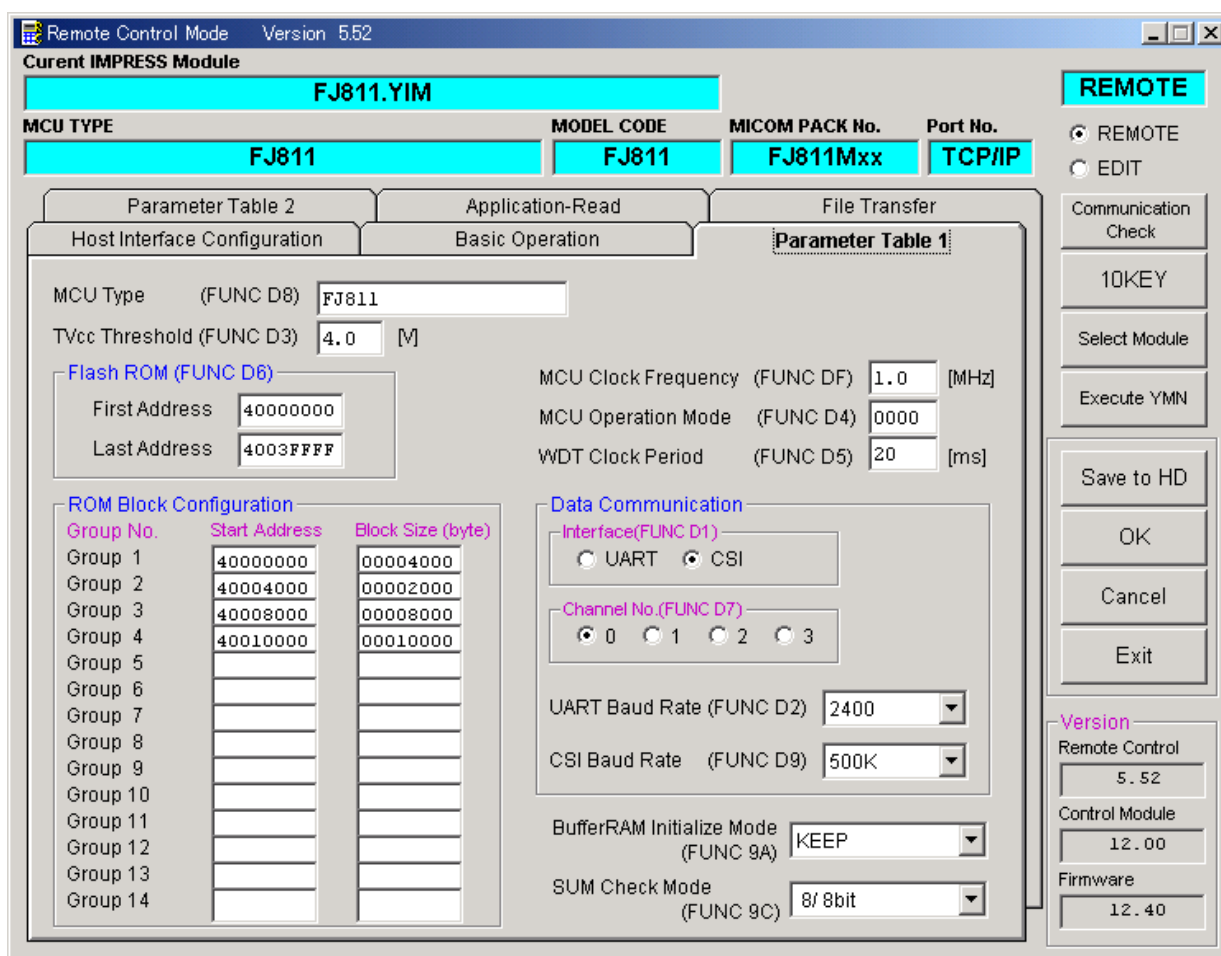 Remote Control Mode Version 5.52
Curent IMPRESS Module
FJ811.YIM
REMOTE
MCU TYPE MODEL CODE MICOM PACK No. Port No.
FJ811 FJ811 FJ811Mxx TCP/IP
REMOTE
EDIT
Parameter Table 2 Application-Read File Transfer
Host Interface Configuration Basic Operation Parameter Table 1
Communication
Check
10KEY
Select Module
Execute YMN
Save to HD
OK
Cancel
Exit
MCU Type (FUNC D8) FJ811
TVcc Threshold (FUNC D3) 4.0 [V]
Flash ROM (FUNC D6)
First Address 40000000
Last Address 4003FFFF
MCU Clock Frequency (FUNC DF) 1.0 [MHz]
MCU Operation Mode (FUNC D4) 0000
WDT Clock Period (FUNC D5) 20 [ms]
ROM Block Configuration
Group No. Start Address Block Size (byte)
Group 1 40000000 00004000
Group 2 40004000 00002000
Group 3 40008000 00008000
Group 4 40010000 00010000
Group 5
Group 6
Group 7
Group 8
Group 9
Group 10
Group 11
Group 12
Group 13
Group 14
Data Communication
Interface(FUNC D1)
UART CSI
Channel No.(FUNC D7)
0 1 2 3
UART Baud Rate (FUNC D2) 2400
CSI Baud Rate (FUNC D9) 500K
BufferRAM Initialize Mode
(FUNC 9A) KEEP
SUM Check Mode
(FUNC 9C) 8/ 8bit
Version
Remote Control
5.52
Control Module
12.00
Firmware
12.40